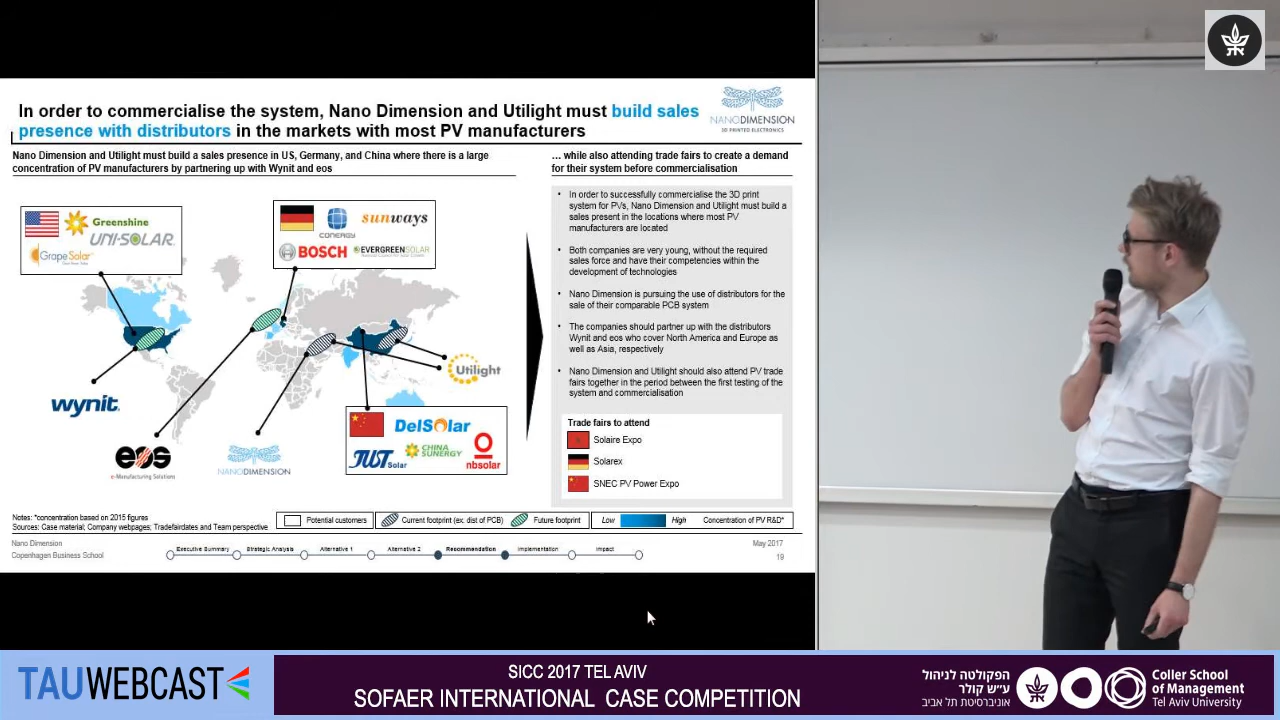 In order to commercialise the system, Nano Dimension and Utilight must build sales
presence with distributors in the markets with most PV manufacturers
NANODIMENSION
3D PRINTED ELECTRONICS
Nano Dimension and Utilight must build a sales presence in US, Germany, and China where there is a large
concentration of PV manufacturers by partnering up with Wynit and eos
... while also attending trade fairs to create a demand
for their system before commercialisation
Greenshine
UNI-SOLAR
GrapeSolar
CONERGY
sunways
BOSCH
EVERGREENSOLAR
wynit
eos
e-Manufacturing Solutions
NANODIMENSION
Utilight
DelSolar
JUST Solar
CHINA SUNERGY
nbsolar
• In order to successfully commercialise the 3D print
system for PVs, Nano Dimension and Utilight must build a
sales present in the locations where most PV
manufacturers are located
• Both companies are very young, without the required
sales force and have their competencies within the
development of technologies
• Nano Dimension is pursuing the use of distributors for the
sale of their comparable PCB system
• The companies should partner up with the distributors
Wynit and eos who cover North America and Europe as
well as Asia, respectively
• Nano Dimension and Utilight should also attend PV trade
fairs together in the period between the first testing of the
system and commercialisation
Trade fairs to attend
Solaire Expo
Solarex
SNEC PV Power Expo
Notes: *concentration based on 2015 figures
Sources: Case material; Company webpages; Tradefairdates and Team perspective
Potential customers
Current footprint (ex. dist of PCB)
Future footprint
Low
High
Concentration of PV R&D*
Nano Dimension
Copenhagen Business School
Executive Summary
Strategic Analysis
Alternative 1
Alternative 2
Recommendation
Implementation
Impact
May 2017
19
TAUWEBCAST
SICC 2017 TEL AVIV
SOFAER INTERNATIONAL CASE COMPETITION
הפקולטה לניהול
ע״ש קולר
אוניברסיטת תל אביב
Coller School
of Management
Tel Aviv University